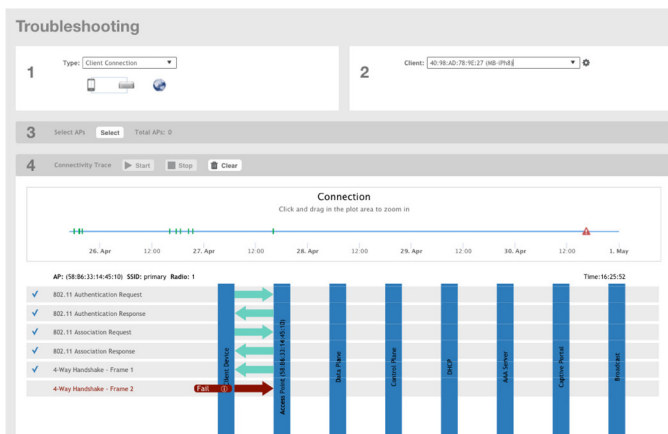 Troubleshooting
1
Type: Client Connection
2
Client: 40:98:AD:78:9E:27 (MB-iPh8)
3 Select APs Select Total APs: 0
4 Connectivity Trace Start Stop Clear
Connection
Click and drag in the plot area to zoom in
26. Apr 12:00 27. Apr 12:00 28. Apr 12:00 29. Apr 12:00 30. Apr 12:00 1. May
AP: (58:86:33:14:45:10) SSID: primary Radio: 1 Time:16:25:52
802.11 Authentication Request
802.11 Authentication Response
802.11 Association Request
802.11 Association Response
4-Way Handshake - Frame 1
4-Way Handshake - Frame 2 Fail
Client Device
Access Point (58:86:33:14:45:10)
Data Plane
Control Plane
DHCP
AAA Server
Captive Portal
Broadcast